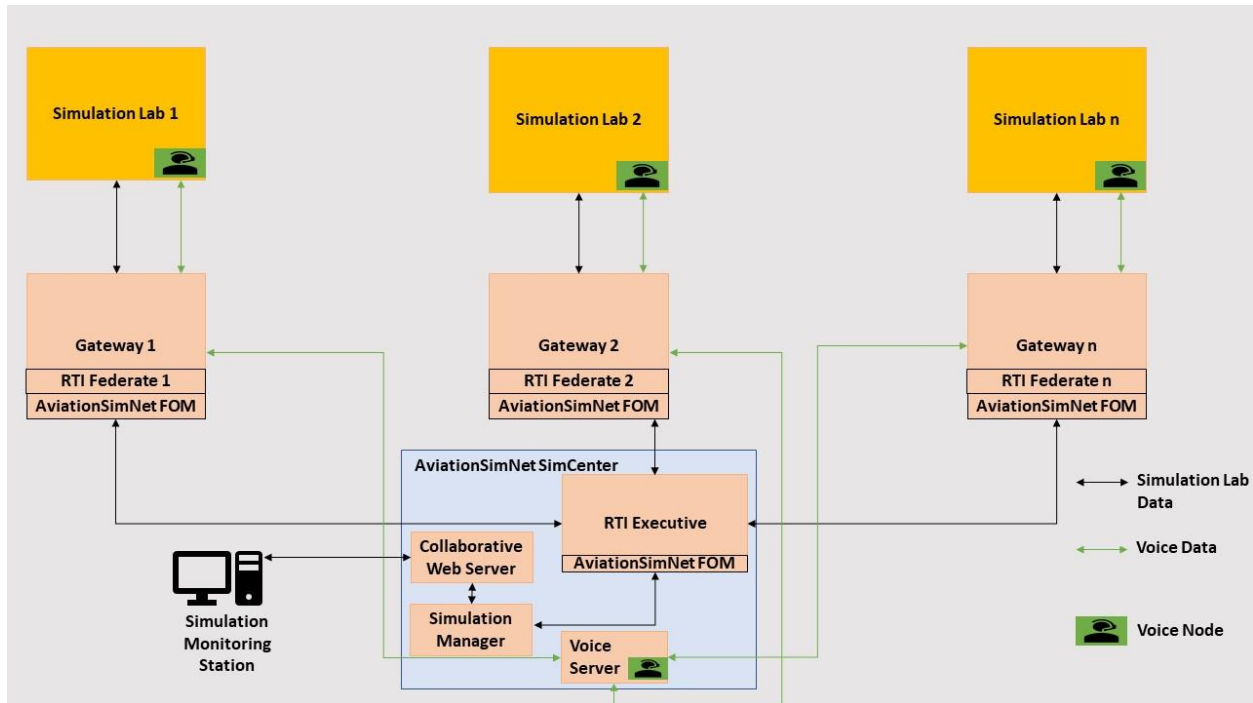 Simulation Lab 1
Simulation Lab 2
Simulation Lab n
Gateway 1
RTI Federate 1
AviationSimNet FOM
Gateway 2
RTI Federate 2
AviationSimNet FOM
Gateway n
RTI Federate n
AviationSimNet FOM
AviationSimNet SimCenter
RTI Executive
AviationSimNet FOM
Collaborative
Web Server
Simulation
Manager
Voice
Server
Simulation
Monitoring
Station
Simulation Lab
Data
Voice Data
Voice Node